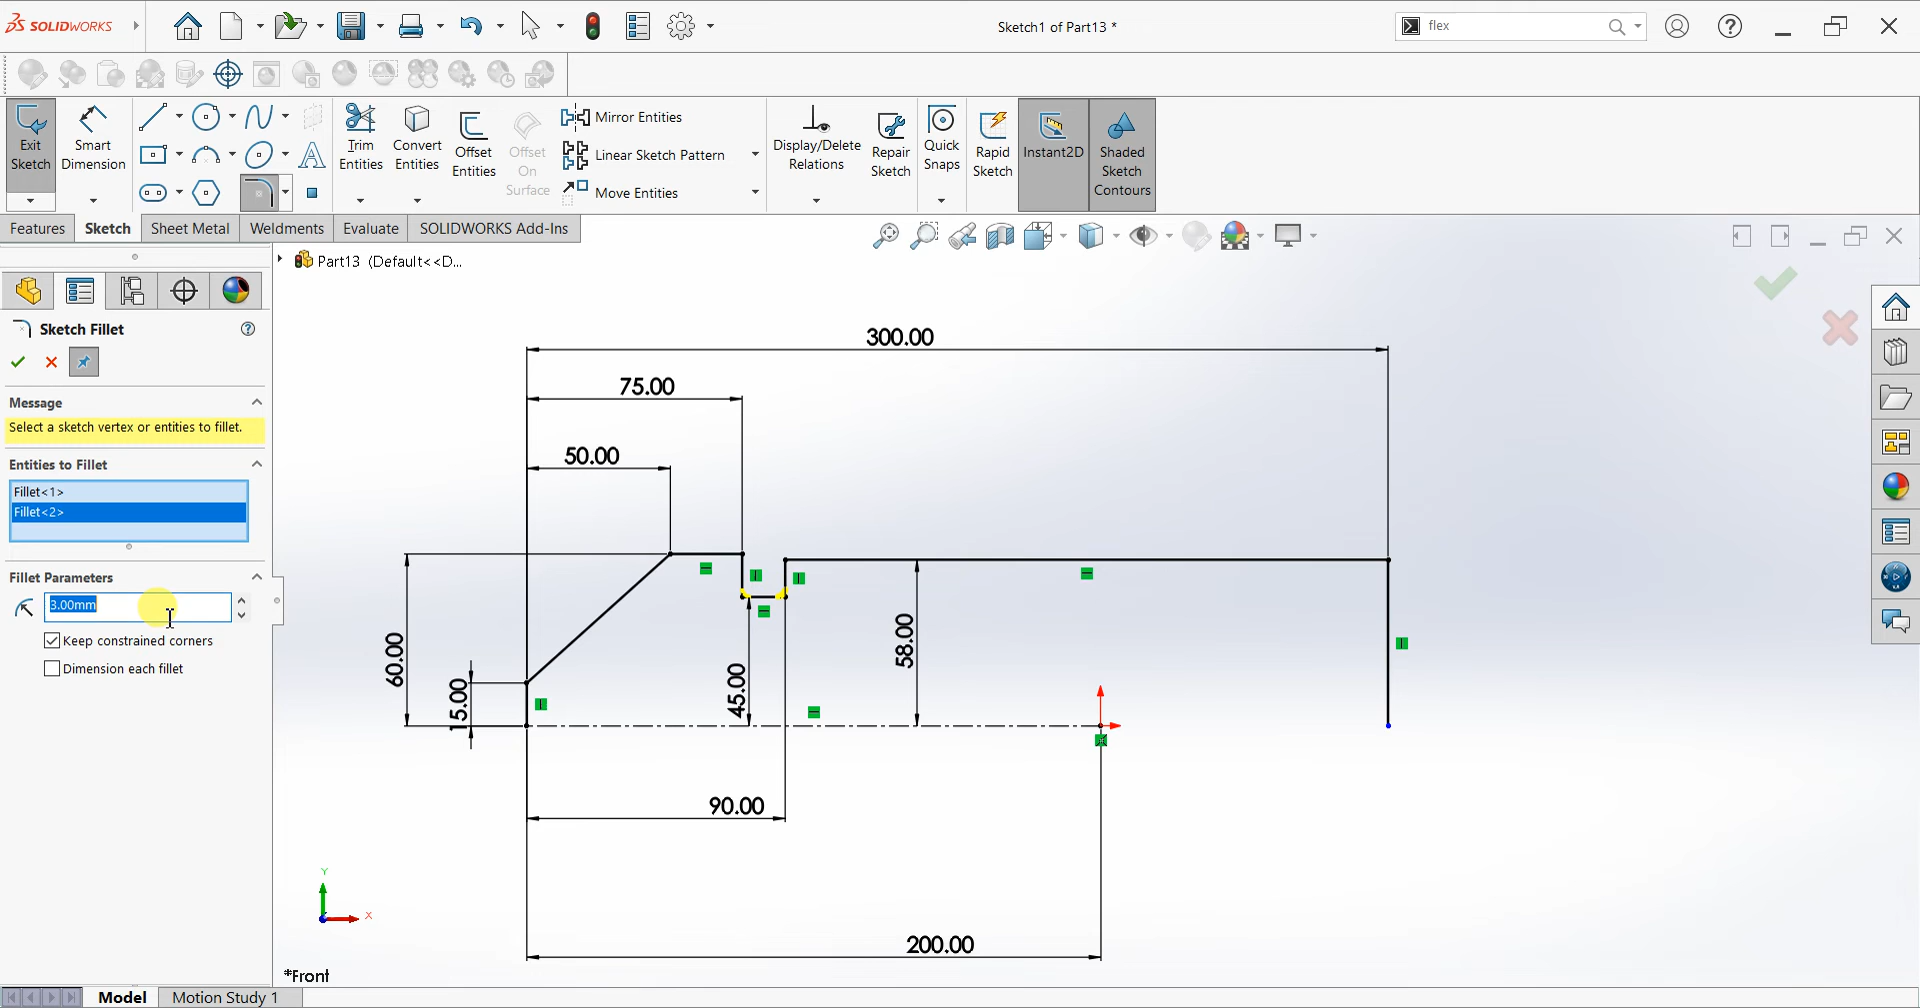 SOLIDWORKS
Sketch1 of Part13 *
flex
Exit Sketch
Smart Dimension
Trim Entities
Convert Entities
Offset Entities
Offset On Surface
Mirror Entities
Linear Sketch Pattern
Move Entities
Display/Delete Relations
Repair Sketch
Quick Snaps
Rapid Sketch
Instant2D
Shaded Sketch Contours
Features
Sketch
Sheet Metal
Weldments
Evaluate
SOLIDWORKS Add-Ins
Part13 (Default<<D...
Sketch Fillet
Message
Select a sketch vertex or entities to fillet.
Entities to Fillet
Fillet<1>
Fillet<2>
Fillet Parameters
3.00mm
Keep constrained corners
Dimension each fillet
300.00
75.00
50.00
60.00
15.00
45.00
58.00
90.00
200.00
Y
X
*Front
Model
Motion Study 1